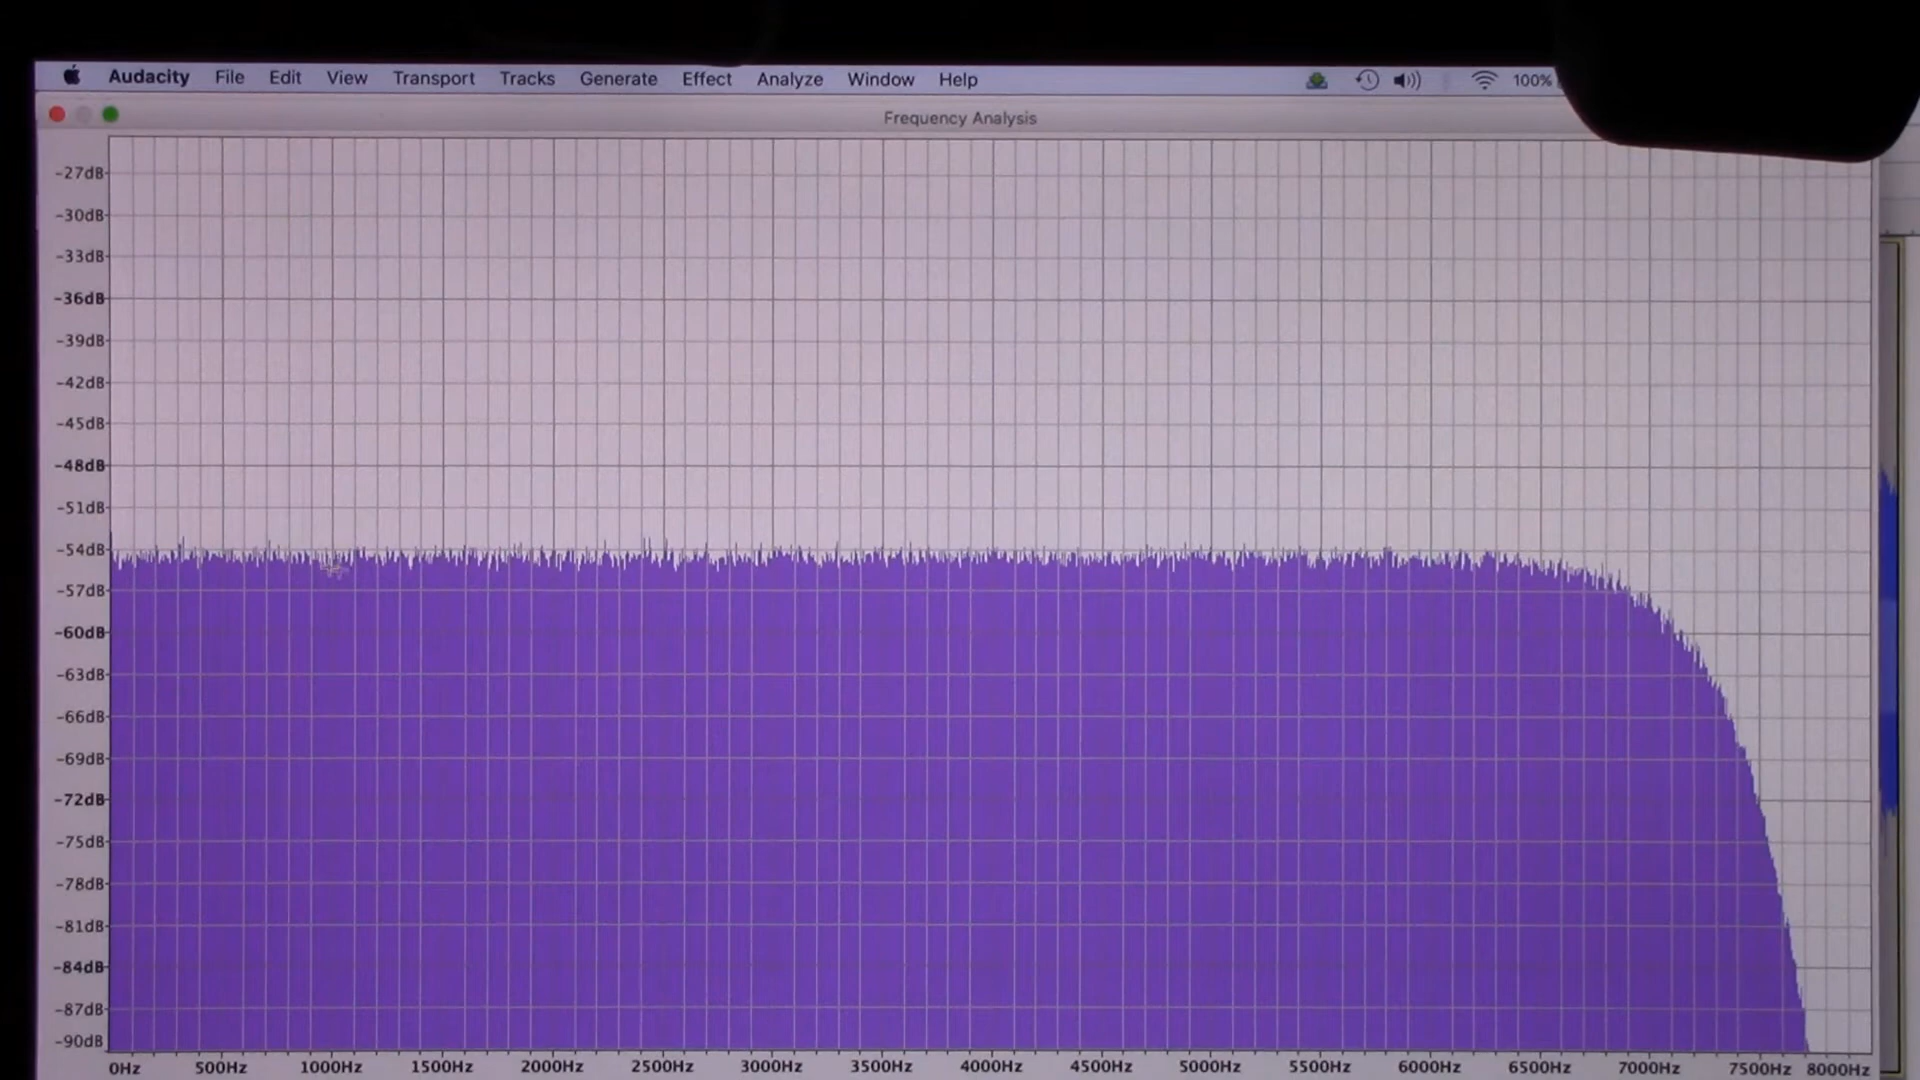 Audacity File Edit View Transport Tracks Generate Effect Analyze Window Help 100%
Frequency Analysis
-27dB
-30dB
-33dB
-36dB
-39dB
-42dB
-45dB
-48dB
-51dB
-54dB
-57dB
-60dB
-63dB
-66dB
-69dB
-72dB
-75dB
-78dB
-81dB
-84dB
-87dB
-90dB
0Hz 500Hz 1000Hz 1500Hz 2000Hz 2500Hz 3000Hz 3500Hz 4000Hz 4500Hz 5000Hz 5500Hz 6000Hz 6500Hz 7000Hz 7500Hz 8000Hz